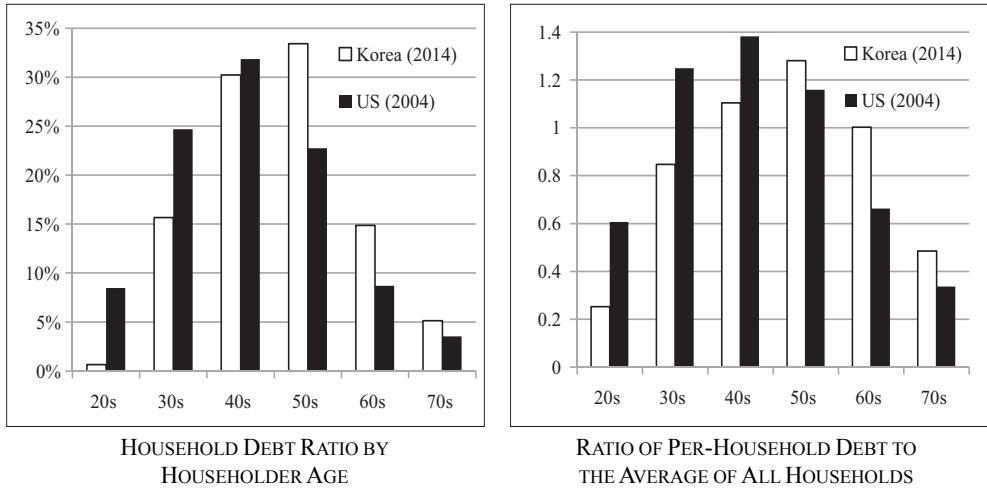 35%
30%
25%
20%
15%
10%
5%
0%
Korea (2014)
US (2004)
20s 30s 40s 50s 60s 70s
HOUSEHOLD DEBT RATIO BY
HOUSEHOLDER AGE
1.4
1.2
1
0.8
0.6
0.4
0.2
0
Korea (2014)
US (2004)
20s 30s 40s 50s 60s 70s
RATIO OF PER-HOUSEHOLD DEBT TO
THE AVERAGE OF ALL HOUSEHOLDS